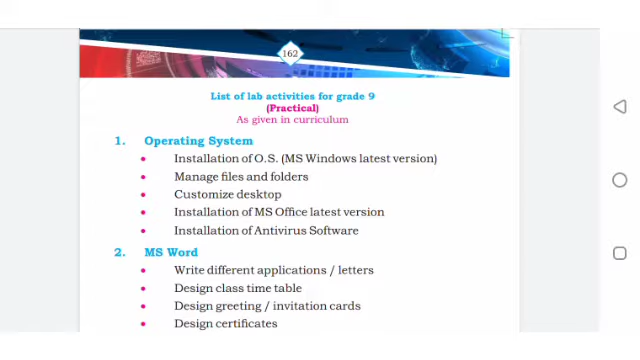 162
List of lab activities for grade 9
(Practical)
As given in curriculum
1. Operating System
• Installation of O.S. (MS Windows latest version)
• Manage files and folders
• Customize desktop
• Installation of MS Office latest version
• Installation of Antivirus Software
2. MS Word
• Write different applications / letters
• Design class time table
• Design greeting / invitation cards
• Design certificates